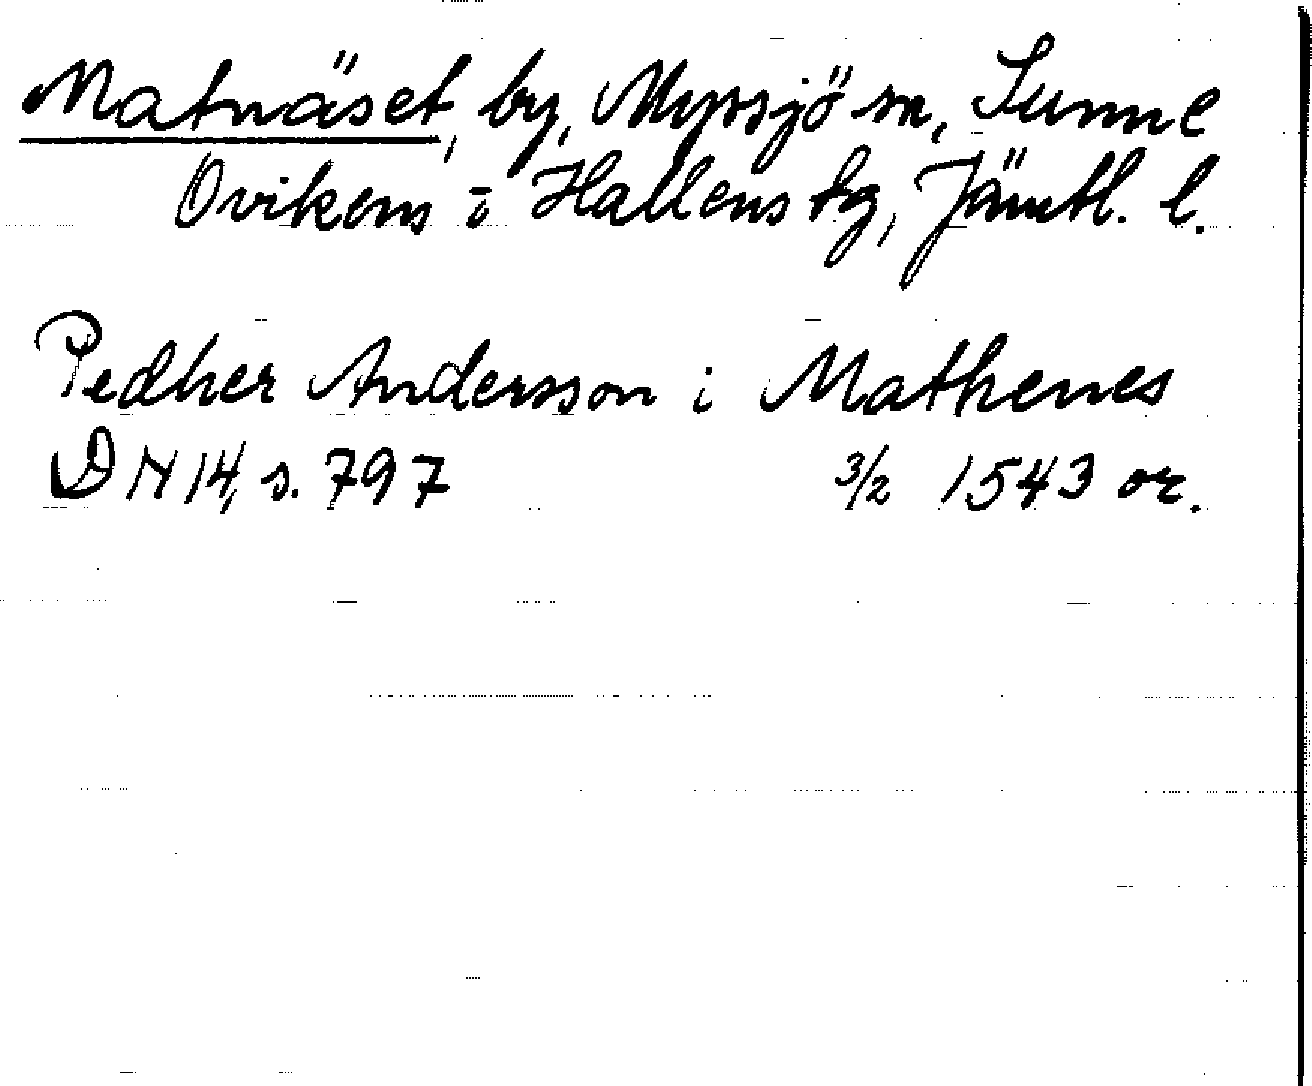 Matnäset, by, Myssjö sn, Sunne
Ovikens o Hallens tg, Jämtl. l.
Pedher Andersson i Mathenes
DN 14, s. 797 3/2 1543 or.